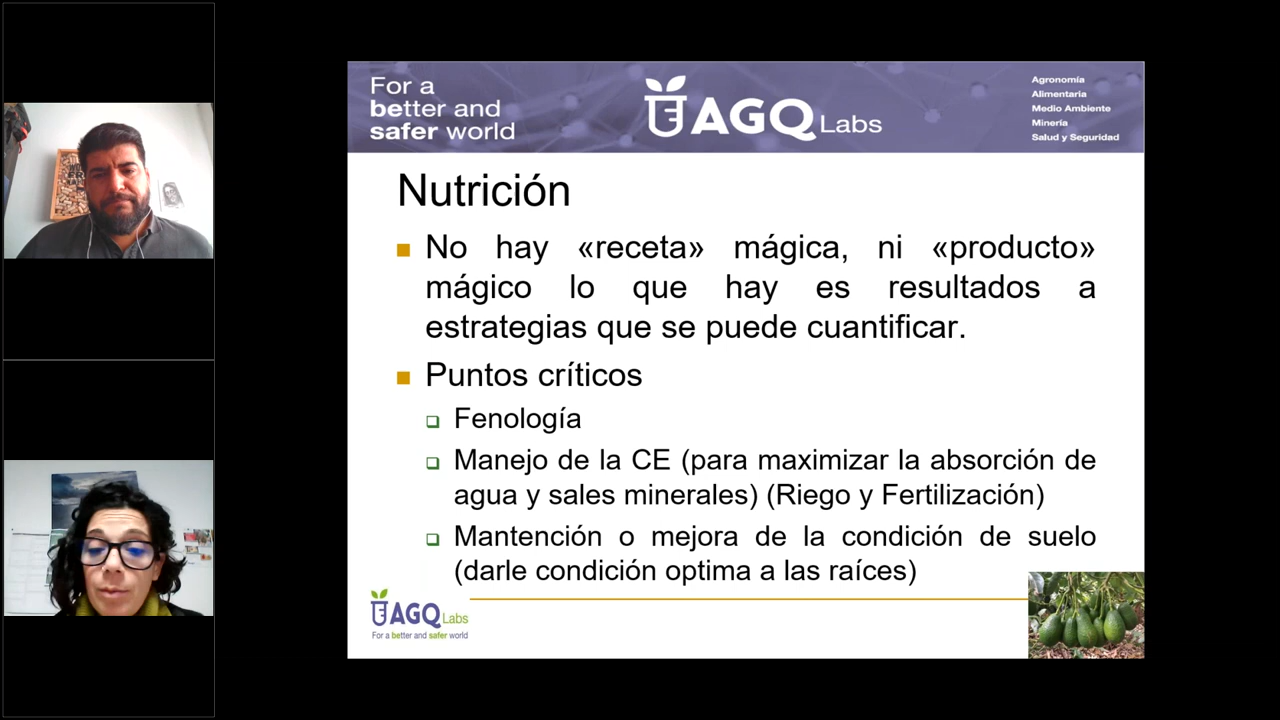 For a
better and
safer world
AGQ Labs
Agronomía
Alimentaria
Medio Ambiente
Minería
Salud y Seguridad
Nutrición
No hay «receta» mágica, ni «producto»
mágico lo que hay es resultados a
estrategias que se puede cuantificar.
Puntos críticos
Fenología
Manejo de la CE (para maximizar la absorción de
agua y sales minerales) (Riego y Fertilización)
Mantención o mejora de la condición de suelo
(darle condición optima a las raíces)
AGQ Labs
For a better and safer world